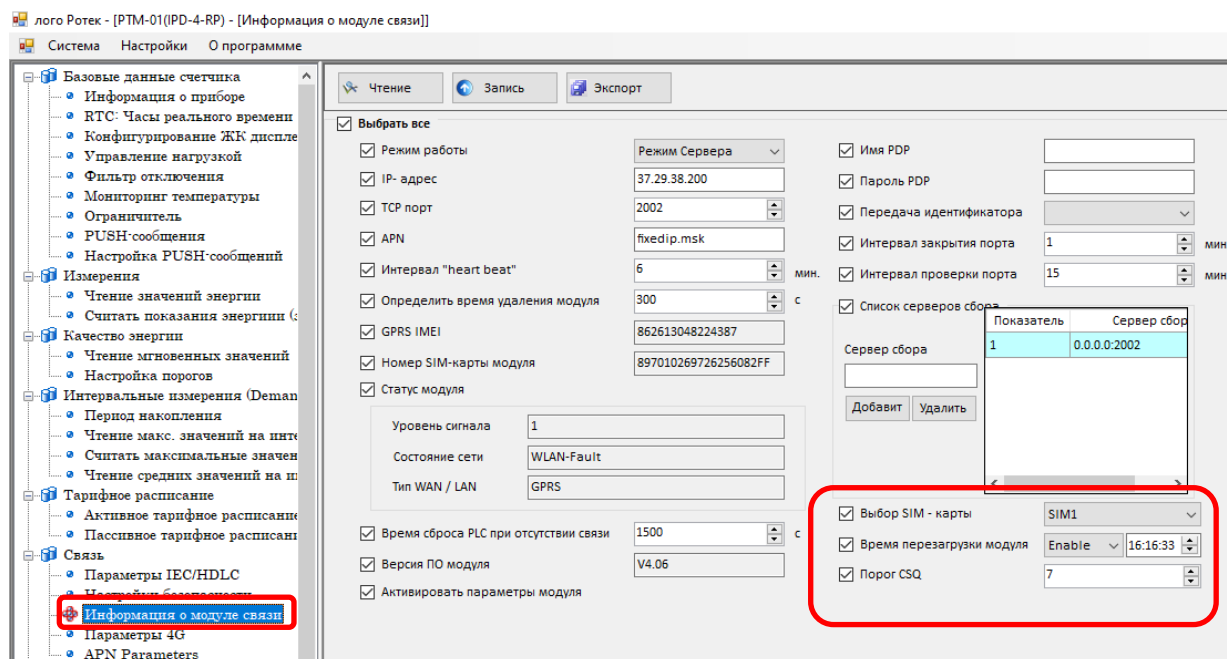 лого Ротек - [РТМ-01(IPD-4-RP) - [Информация о модуле связи]]
Система Настройки О программме
Базовые данные счетчика
Информация о приборе
RTC: Часы реального времени
Конфигурирование ЖК диспле
Управление нагрузкой
Фильтр отключения
Мониторинг температуры
Ограничитель
PUSH-сообщения
Настройка PUSH-сообщений
Измерения
Чтение значений энергии
Считать показания энергиии (з
Качество энергии
Чтение мгновенных значений
Настройка порогов
Интервальные измерения (Deman
Период накопления
Чтение макс. значений на инте
Считать максимальные значен
Чтение средних значений на и
Тарифное расписание
Активное тарифное расписание
Пассивное тарифное расписани
Связь
Параметры IEC/HDLC
Настройки безопасности
Информация о модуле связи
Параметры 4G
APN Parameters
Чтение Запись Экспорт
Выбрать все
Режим работы Режим Сервера
IP- адрес 37.29.38.200
TCP порт 2002
APN fixedip.msk
Интервал "heart beat" 6 мин.
Определить время удаления модуля 300 с
GPRS IMEI 862613048224387
Номер SIM-карты модуля 897010269726256082FF
Статус модуля
Уровень сигнала 1
Состояние сети WLAN-Fault
Тип WAN / LAN GPRS
Время сброса PLC при отсутствии связи 1500 с
Версия ПО модуля V4.06
Активировать параметры модуля
Имя PDP
Пароль PDP
Передача идентификатора
Интервал закрытия порта 1 мин
Интервал проверки порта 15 мин
Список серверов сбора
Показатель Сервер сбор
1 0.0.0.0:2002
Сервер сбора
Добавит Удалить
Выбор SIM - карты SIM1
Время перезагрузки модуля Enable 16:16:33
Порог CSQ 7